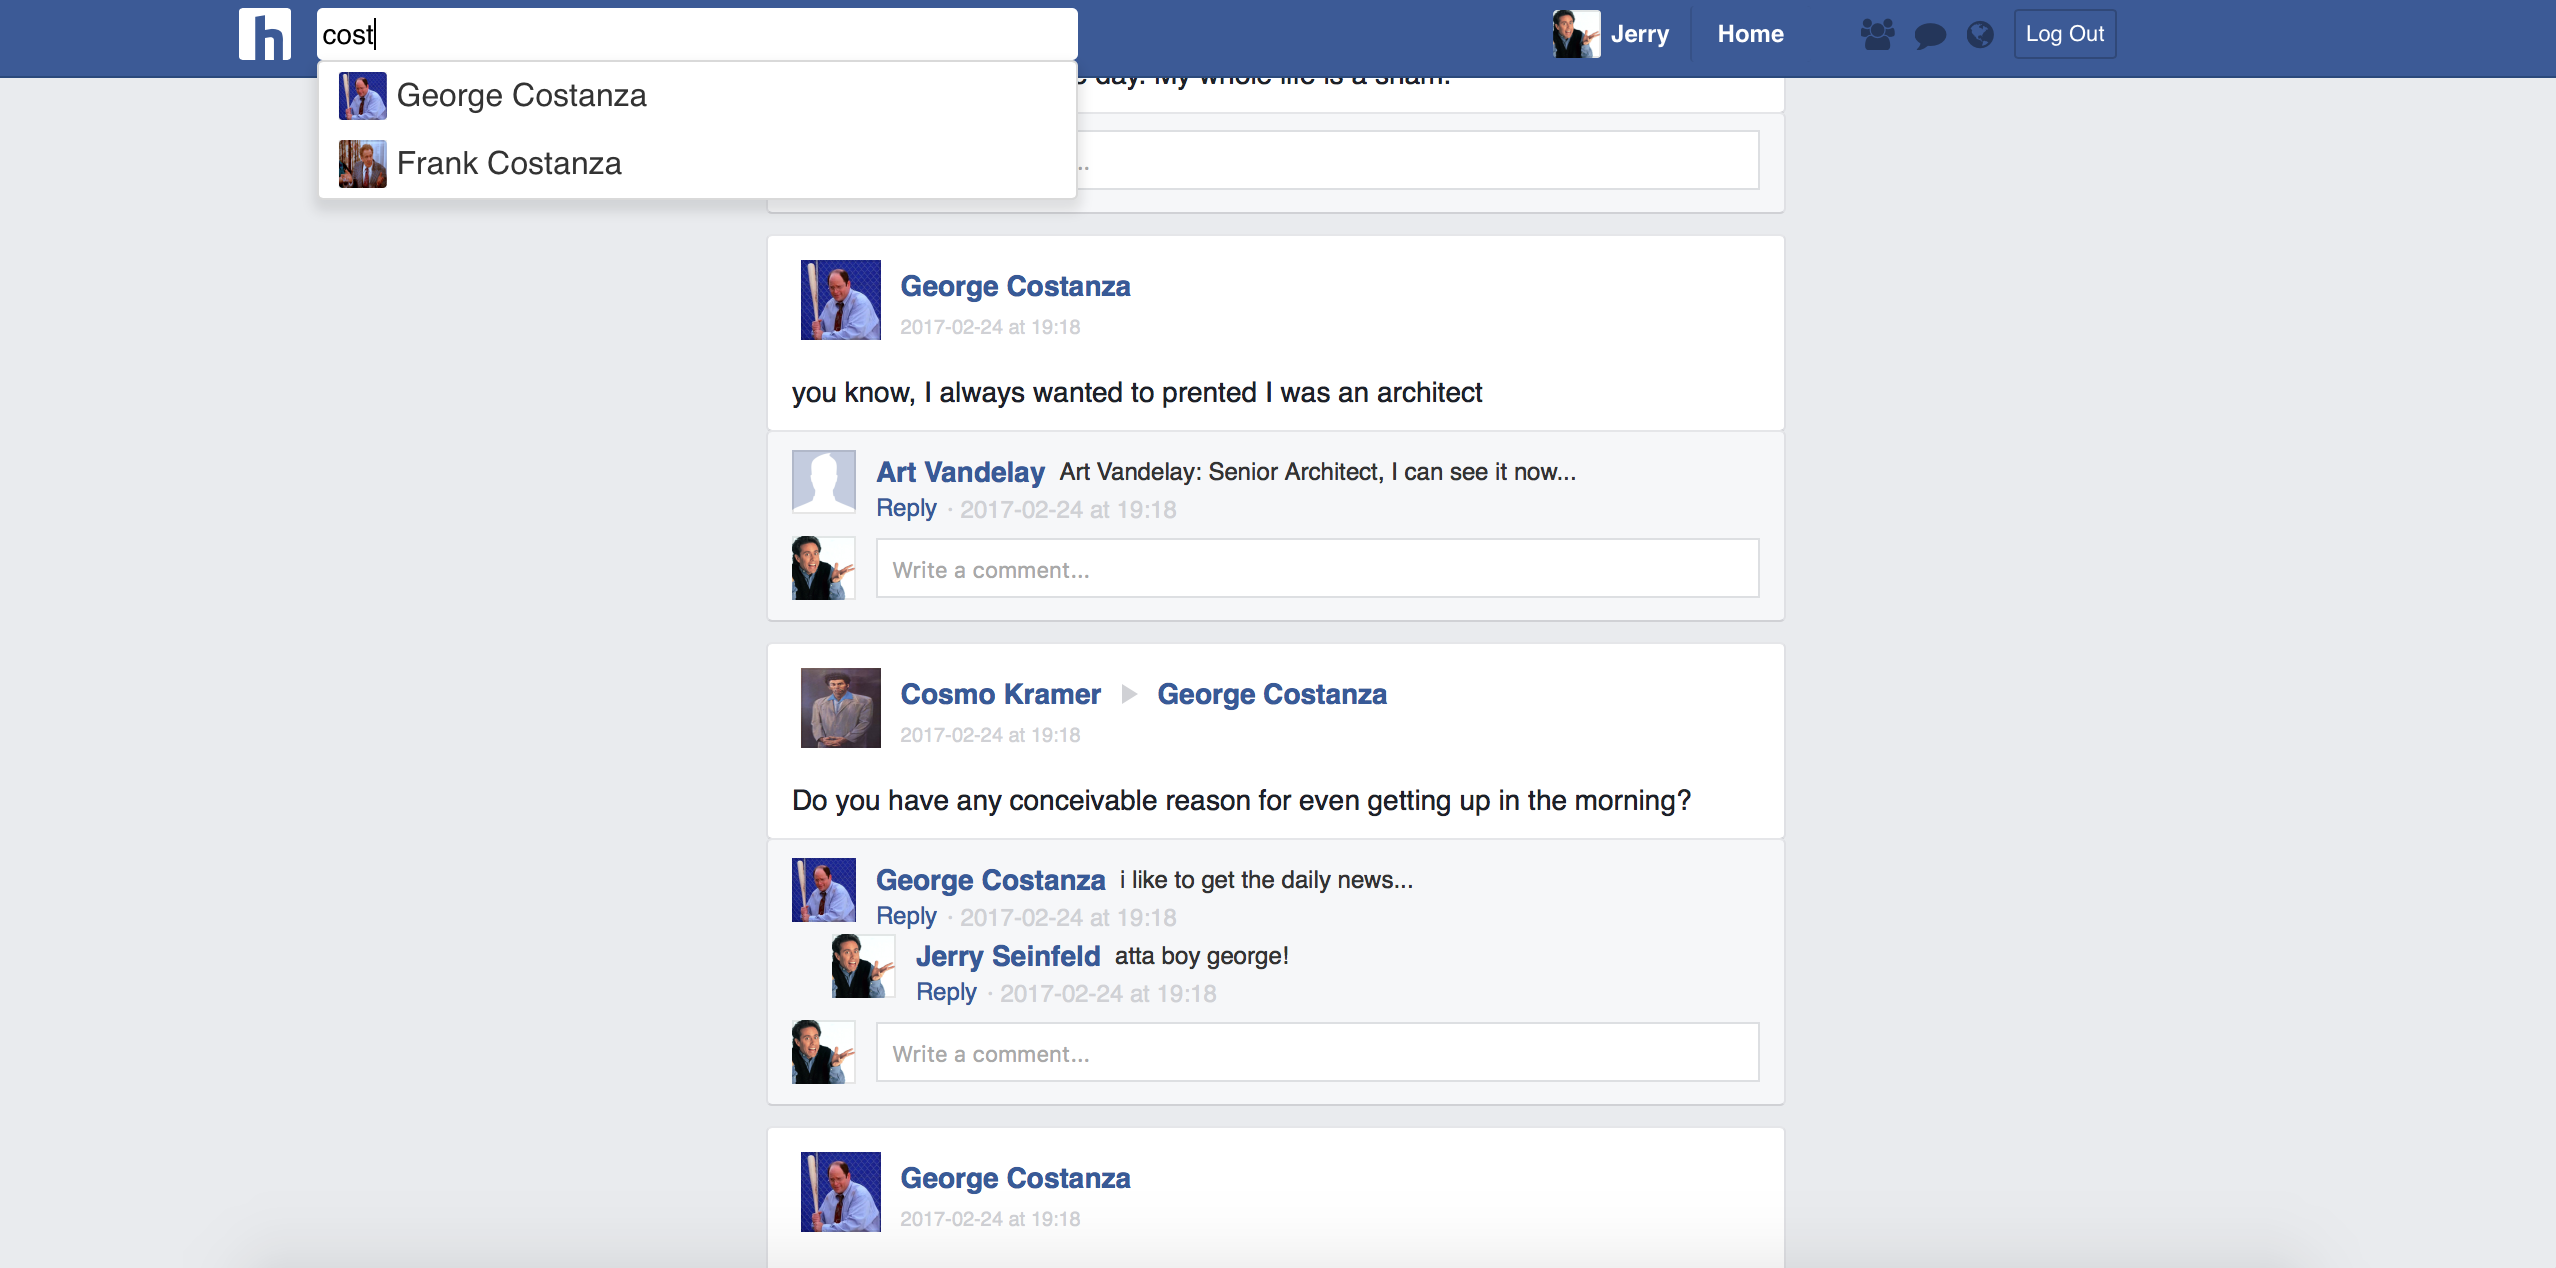 h
cost
Jerry
Home
Log Out
George Costanza
Frank Costanza
day. My whole life is a sham.
..
George Costanza
2017-02-24 at 19:18
you know, I always wanted to prented I was an architect
Art Vandelay Art Vandelay: Senior Architect, I can see it now...
Reply · 2017-02-24 at 19:18
Write a comment...
Cosmo Kramer ▶ George Costanza
2017-02-24 at 19:18
Do you have any conceivable reason for even getting up in the morning?
George Costanza i like to get the daily news...
Reply · 2017-02-24 at 19:18
Jerry Seinfeld atta boy george!
Reply · 2017-02-24 at 19:18
Write a comment...
George Costanza
2017-02-24 at 19:18